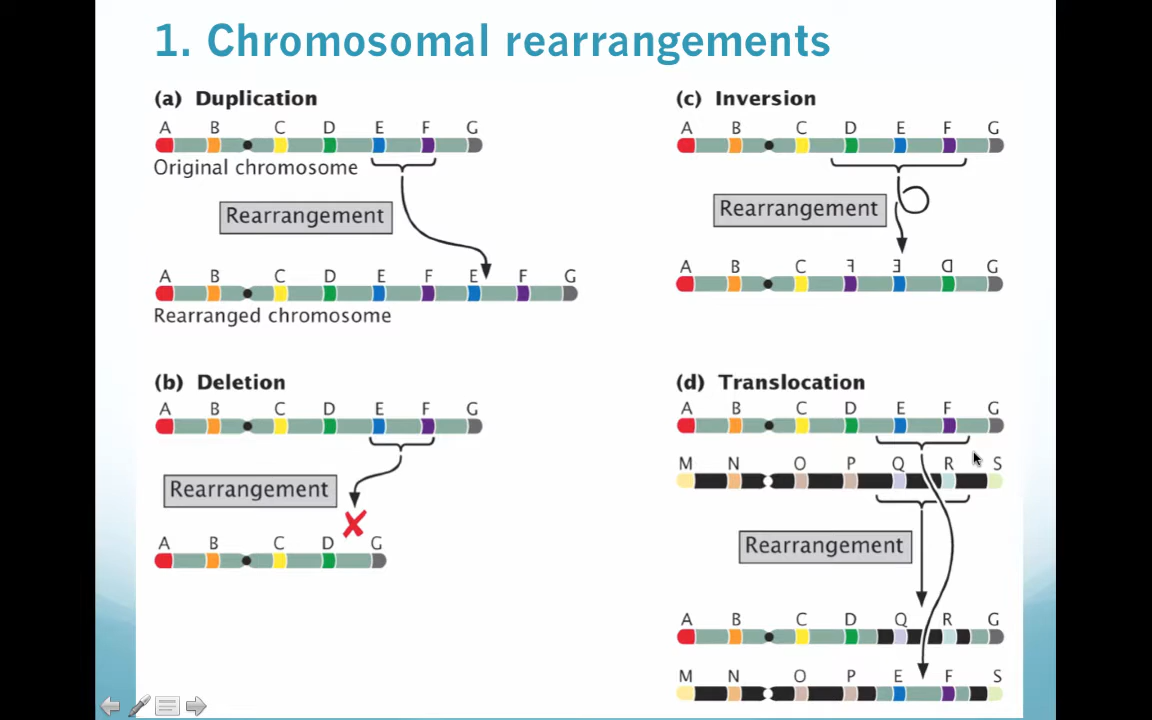 1. Chromosomal rearrangements
(a) Duplication
A B C D E F G
Original chromosome
Rearrangement
A B C D E F E F G
Rearranged chromosome
(b) Deletion
A B C D E F G
Rearrangement
A B C D G
(c) Inversion
A B C D E F G
Rearrangement
A B C F E D G
(d) Translocation
A B C D E F G
M N O P Q R S
Rearrangement
A B C D Q R G
M N O P E F S